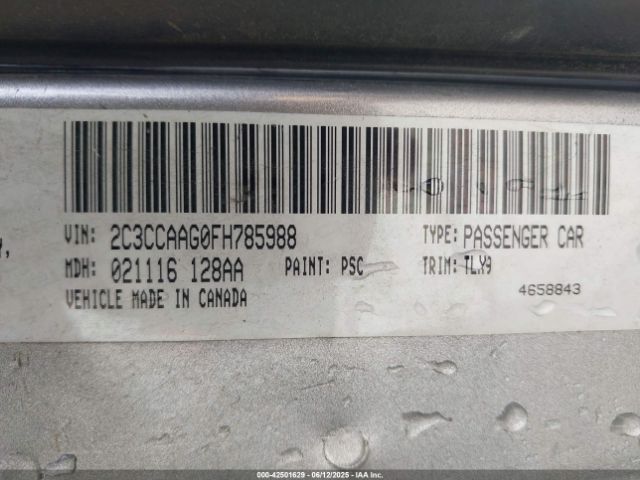 VIN: 2C3CCAAG0FH785988 TYPE: PASSENGER CAR
Y, MDH: 021116 128AA PAINT: PSC TRIM: TLX9
VEHICLE MADE IN CANADA 4658843
000-42501629 - 06/12/2025 - IAA Inc.